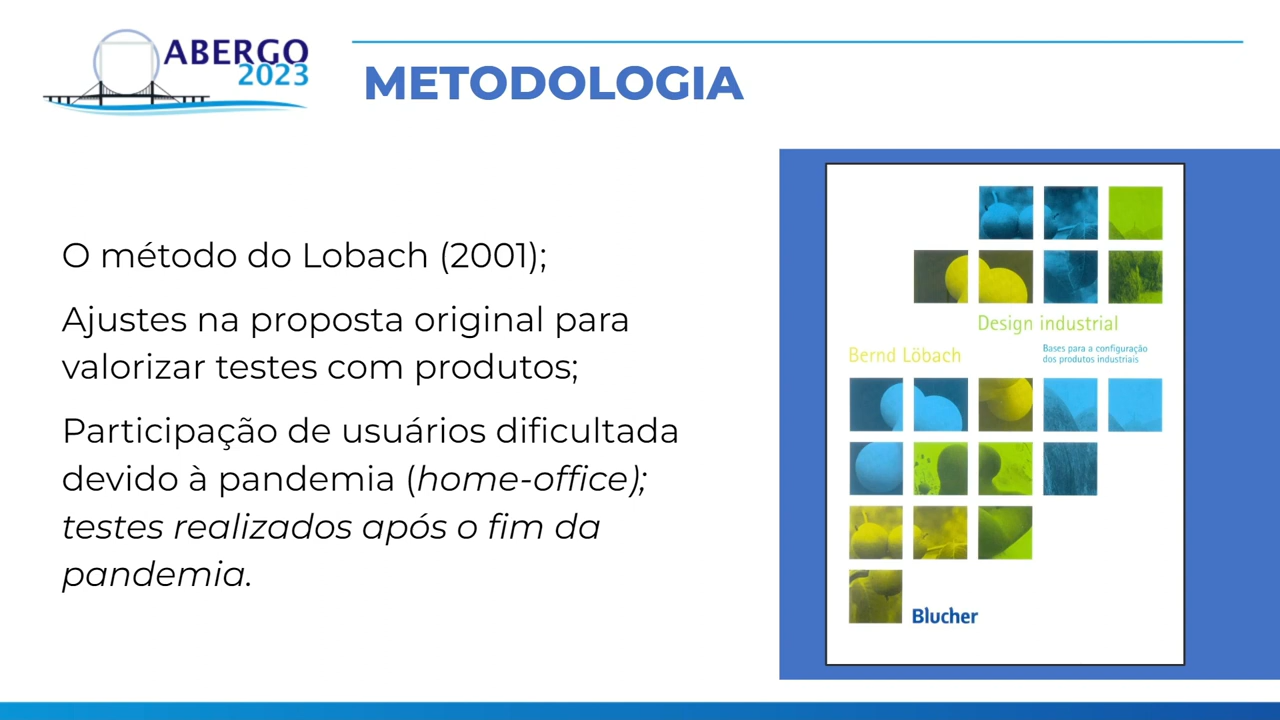 ABERGO
2023
METODOLOGIA
O método do Lobach (2001);
Ajustes na proposta original para
valorizar testes com produtos;
Participação de usuários dificultada
devido à pandemia (home-office);
testes realizados após o fim da
pandemia.
Design industrial
Bernd Löbach
Bases para a configuração
dos produtos industriais
Blucher